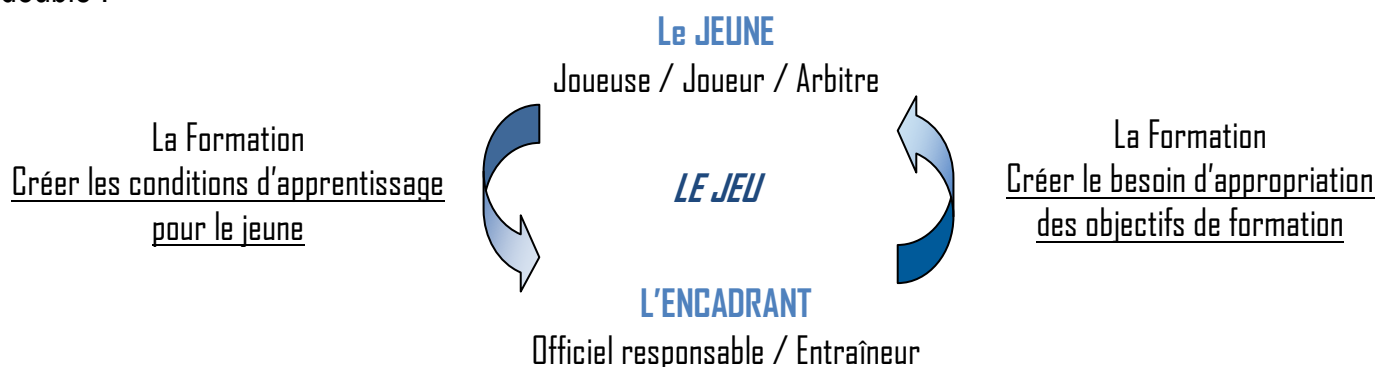 Le JEUNE
Joueuse / Joueur / Arbitre
La Formation
Créer les conditions d'apprentissage
pour le jeune
LE JEU
La Formation
Créer le besoin d'appropriation
des objectifs de formation
L'ENCADRANT
Officiel responsable / Entraîneur